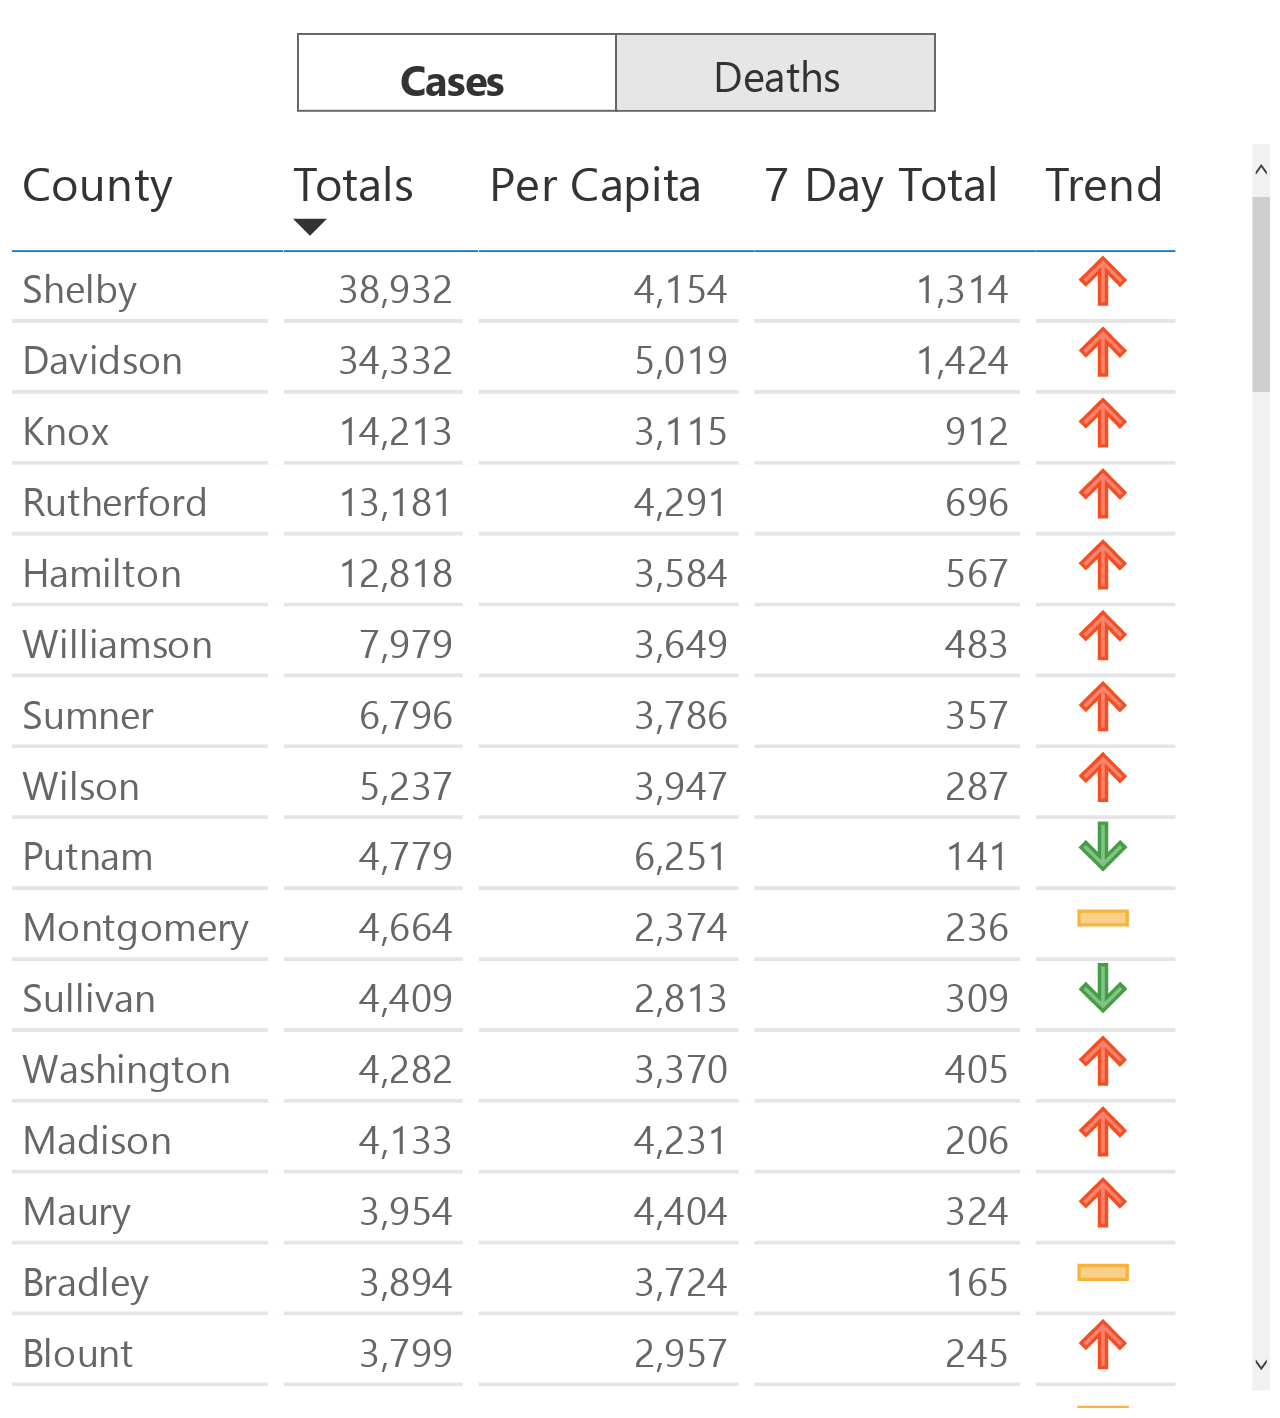 Cases Deaths
County Totals Per Capita 7 Day Total Trend
Shelby 38,932 4,154 1,314
Davidson 34,332 5,019 1,424
Knox 14,213 3,115 912
Rutherford 13,181 4,291 696
Hamilton 12,818 3,584 567
Williamson 7,979 3,649 483
Sumner 6,796 3,786 357
Wilson 5,237 3,947 287
Putnam 4,779 6,251 141
Montgomery 4,664 2,374 236
Sullivan 4,409 2,813 309
Washington 4,282 3,370 405
Madison 4,133 4,231 206
Maury 3,954 4,404 324
Bradley 3,894 3,724 165
Blount 3,799 2,957 245